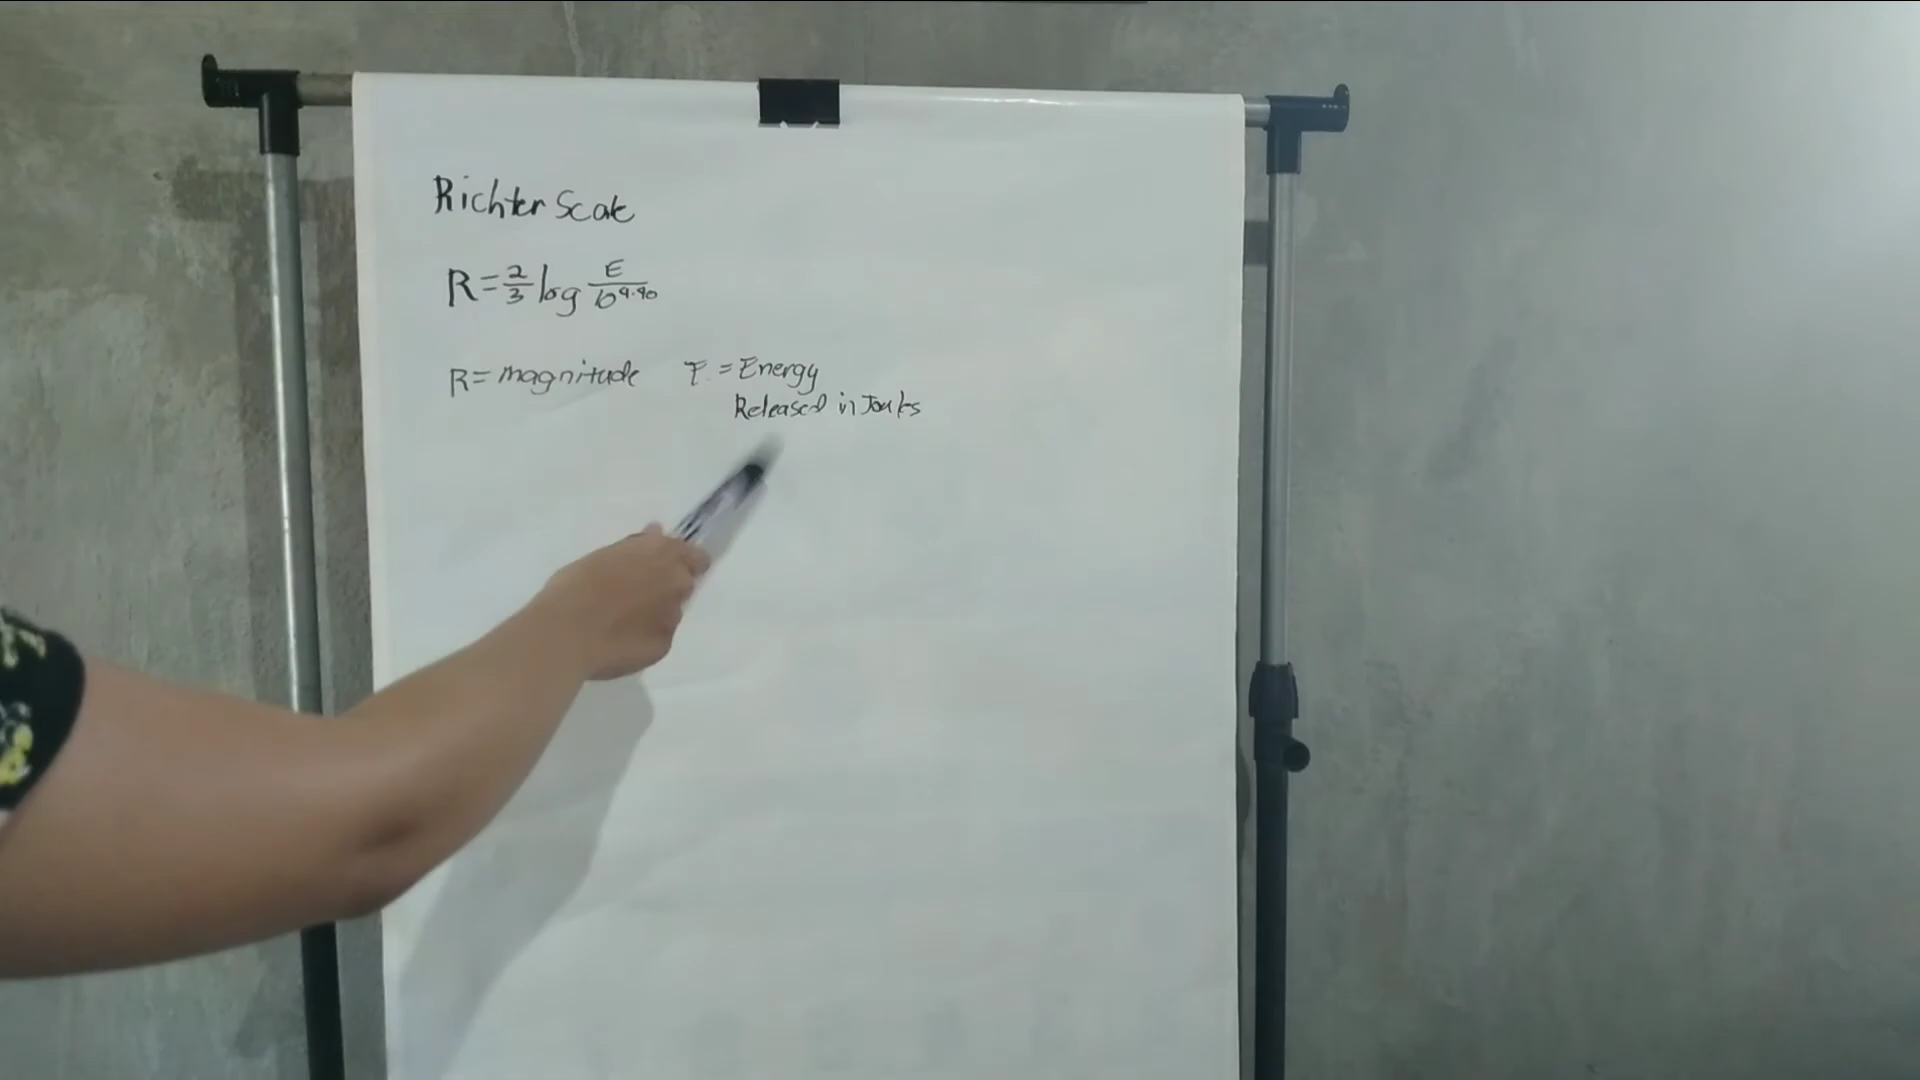 Richter Scale
R = 2/3 log E/10^4.40
R = magnitude E = Energy
Released in Joules